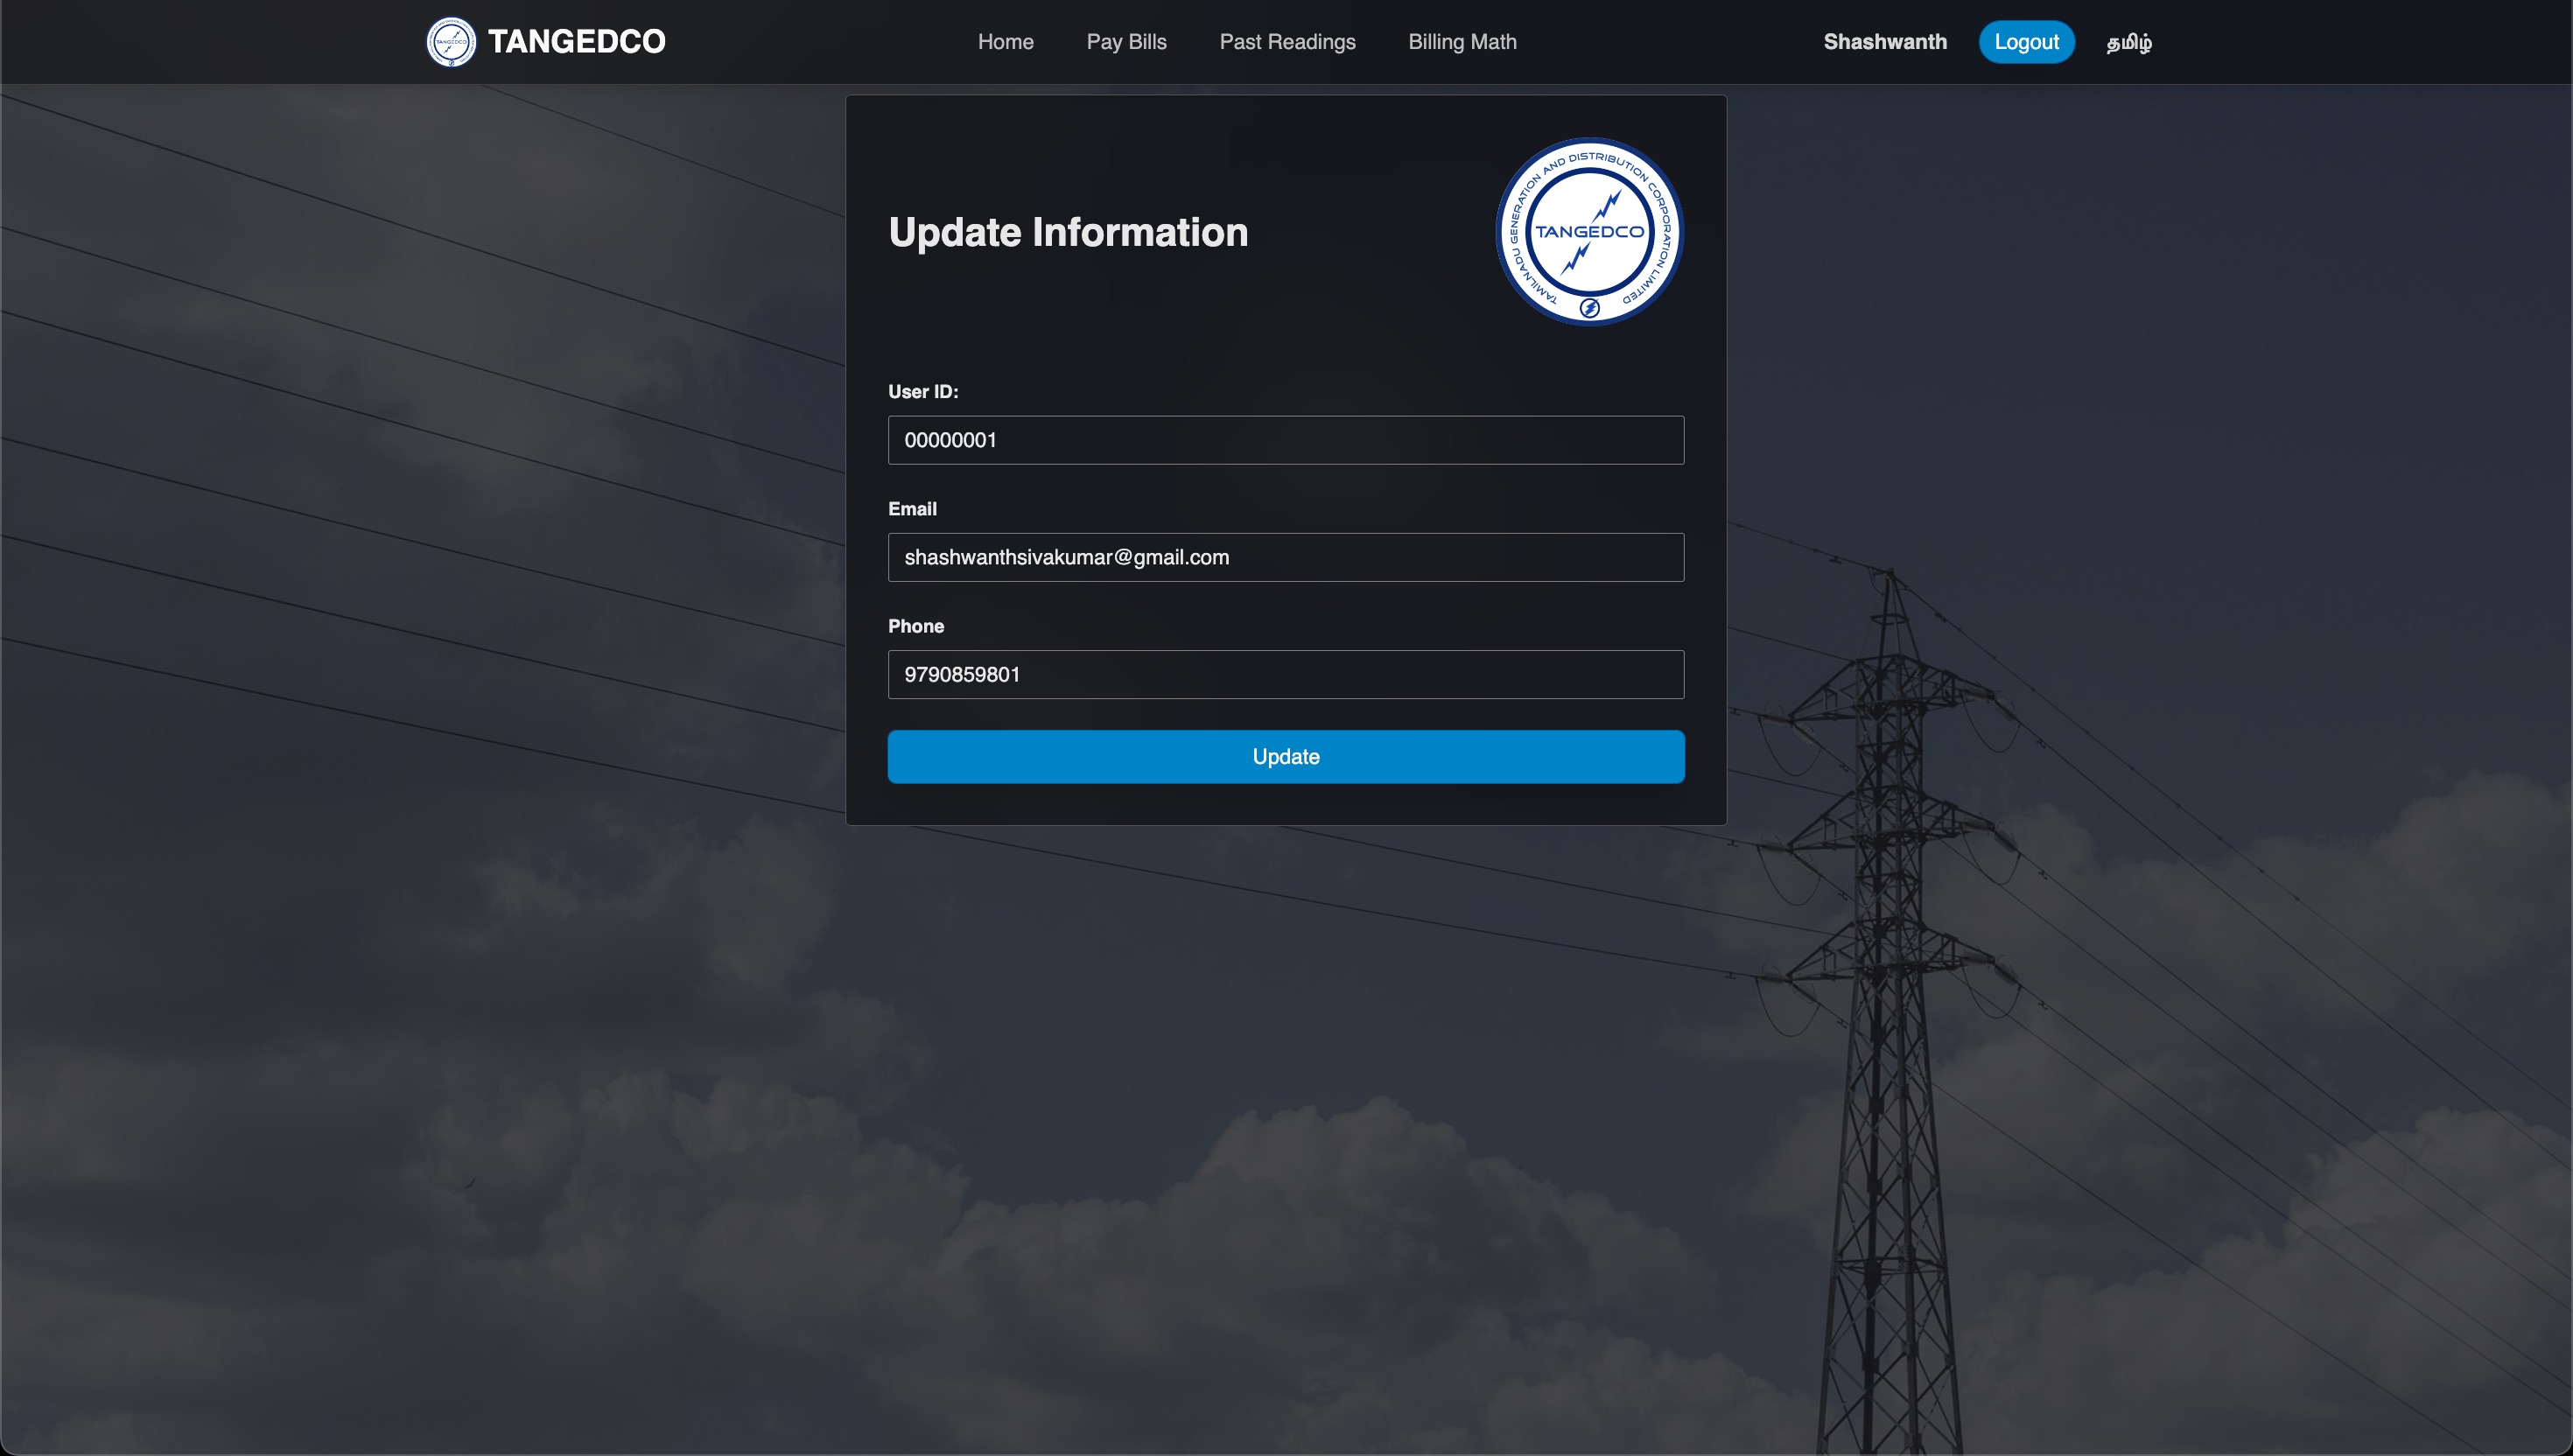 TANGEDCO
Home Pay Bills Past Readings Billing Math
Shashwanth Logout தமிழ்
Update Information
TAMILNADU GENERATION AND DISTRIBUTION CORPORATION LIMITED
TANGEDCO
User ID:
00000001
Email
shashwanthsivakumar@gmail.com
Phone
9790859801
Update